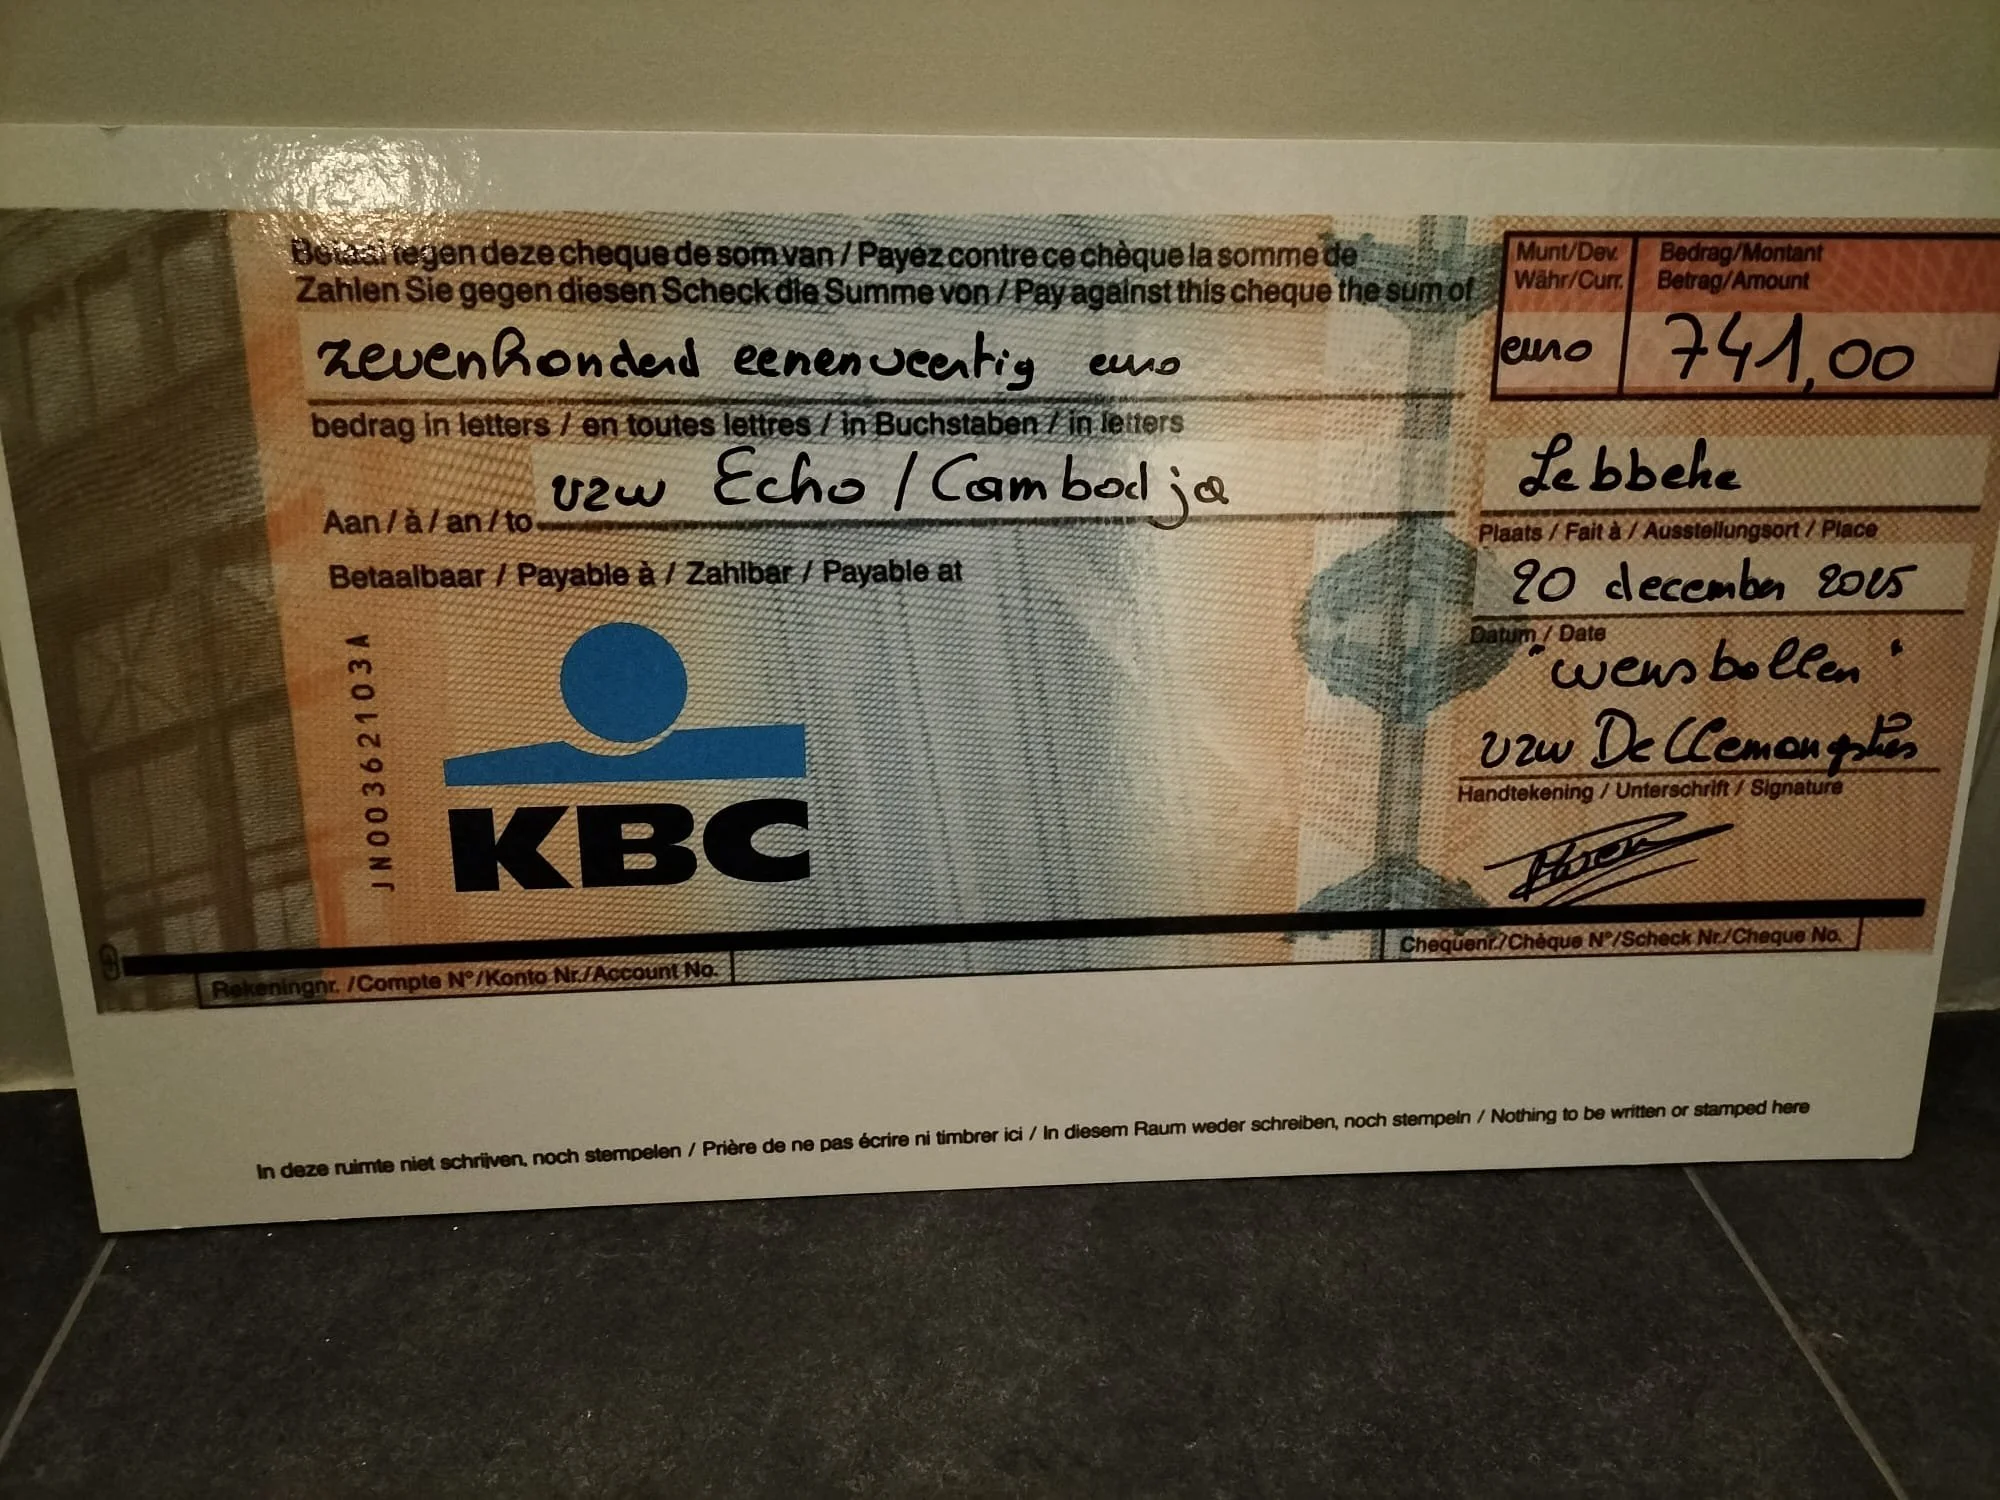 Betaal tegen deze cheque de som van / Payez contre ce chèque la somme de
Zahlen Sie gegen diesen Scheck die Summe von / Pay against this cheque the sum of
Munt/Dev. Bedrag/Montant
Währ/Curr. Betrag/Amount
zevenhonderd eenenveertig euro
euro 741,00
bedrag in letters / en toutes lettres / in Buchstaben / in letters
vzw Echo / Cambodja
Aan / à / an / to
Lebbeke
Plaats / Fait à / Ausstellungsort / Place
Betaalbaar / Payable à / Zahlbar / Payable at
20 december 2025
Datum / Date
"wensbollen"
vzw De
Handtekening / Unterschrift / Signature
JN00362103A
KBC
Rekeningnr. /Compte N°/Konto Nr./Account No.
Chequenr./Chèque N°/Scheck Nr./Cheque No.
In deze ruimte niet schrijven, noch stempelen / Prière de ne pas écrire ni timbrer ici / In diesem Raum weder schreiben, noch stempeln / Nothing to be written or stamped here